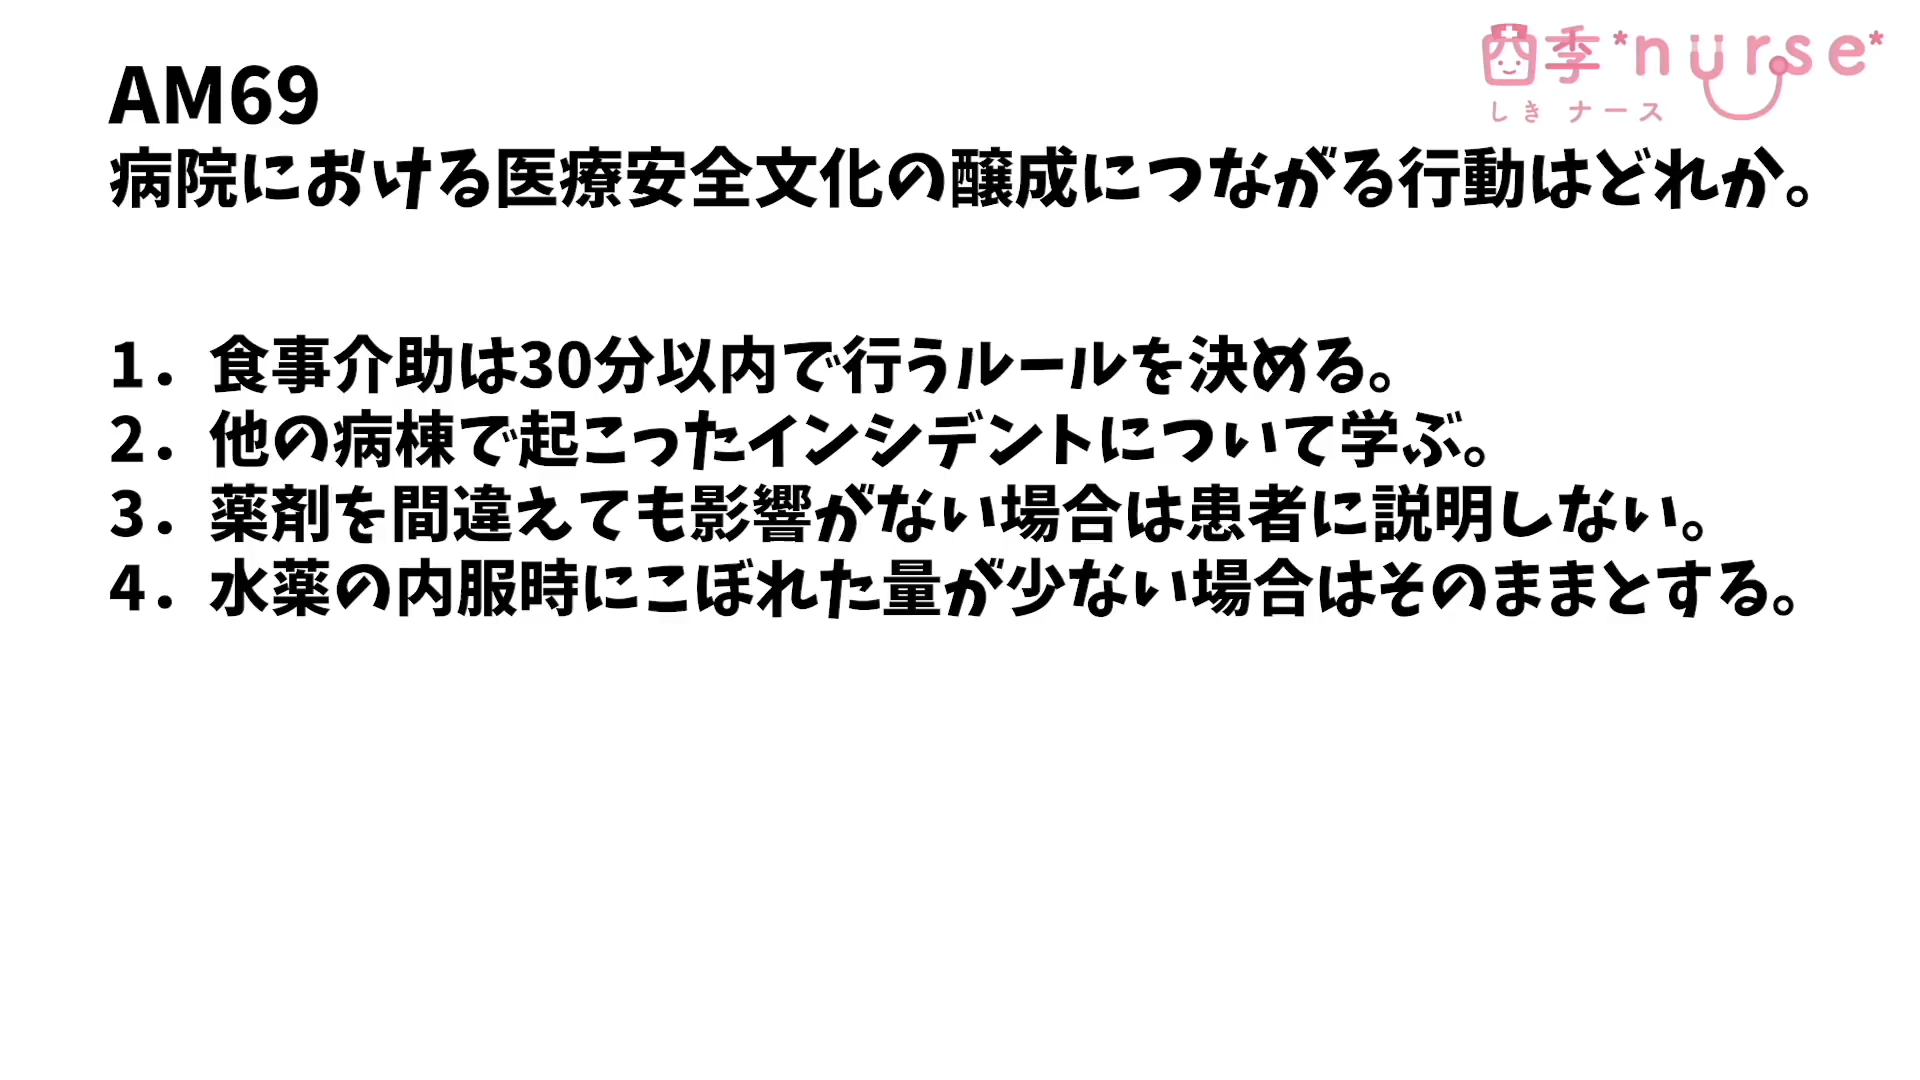 四季*nurse*
しき ナース
AM69
病院における医療安全文化の醸成につながる行動はどれか。
1．食事介助は30分以内で行うルールを決める。
2．他の病棟で起こったインシデントについて学ぶ。
3．薬剤を間違えても影響がない場合は患者に説明しない。
4．水薬の内服時にこぼれた量が少ない場合はそのままとする。